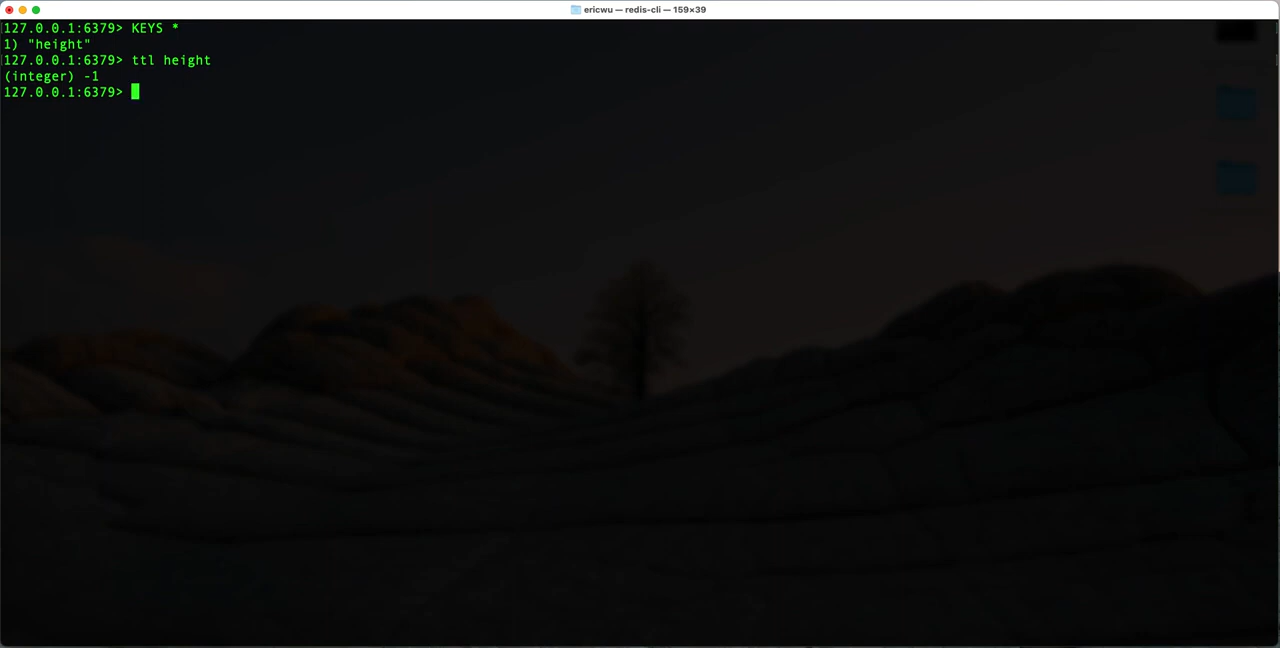 ericwu — redis-cli — 159×39
127.0.0.1:6379> KEYS *
1) "height"
127.0.0.1:6379> ttl height
(integer) -1
127.0.0.1:6379>